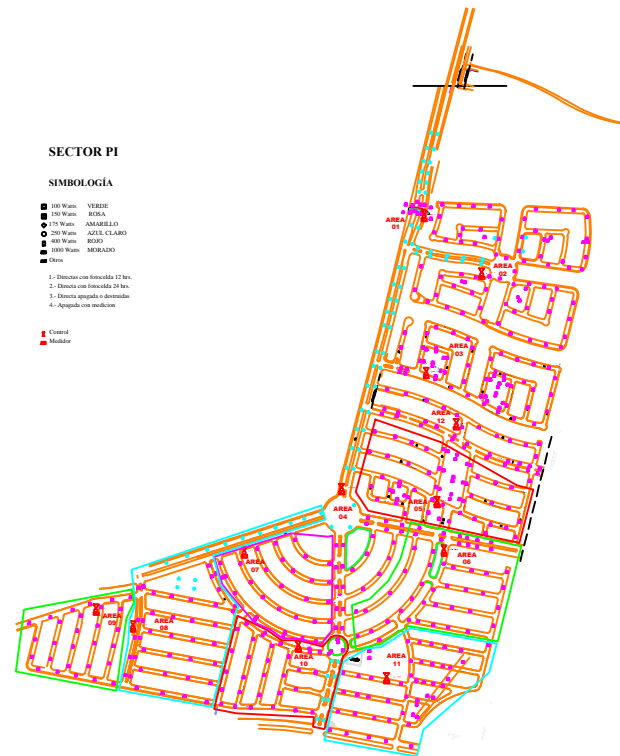 SECTOR PI
SIMBOLOGÍA
100 Watts VERDE
150 Watts ROSA
175 Watts AMARILLO
250 Watts AZUL CLARO
400 Watts ROJO
1000 Watts MORADO
Otros
1.- Directas con fotocelda 12 hrs.
2.- Directa con fotocelda 24 hrs.
3.- Directa apagada o destruidas
4.- Apagada con medicion
Control
Medidor
AREA
01
AREA
02
AREA
03
AREA
12
AREA
05
AREA
04
AREA
06
AREA
07
AREA
09
AREA
08
AREA
10
AREA
11